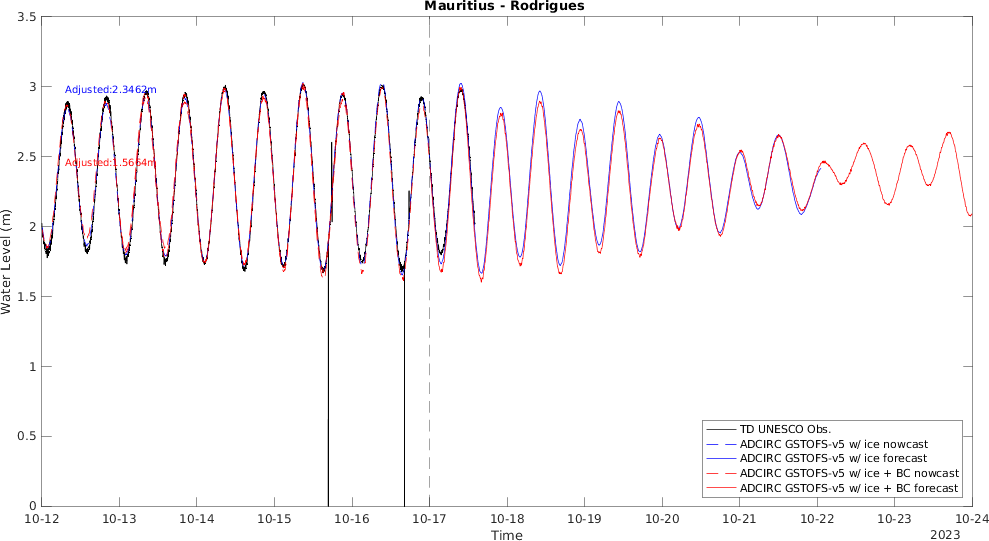 Mauritius - Rodrigues
3.5
3
2.5
2
1.5
1
0.5
0
Water Level (m)
Adjusted:2.3462m
Adjusted:1.5664m
TD UNESCO Obs.
ADCIRC GSTOFS-v5 w/ ice nowcast
ADCIRC GSTOFS-v5 w/ ice forecast
ADCIRC GSTOFS-v5 w/ ice + BC nowcast
ADCIRC GSTOFS-v5 w/ ice + BC forecast
10-12 10-13 10-14 10-15 10-16 10-17 10-18 10-19 10-20 10-21 10-22 10-23 10-24
Time
2023